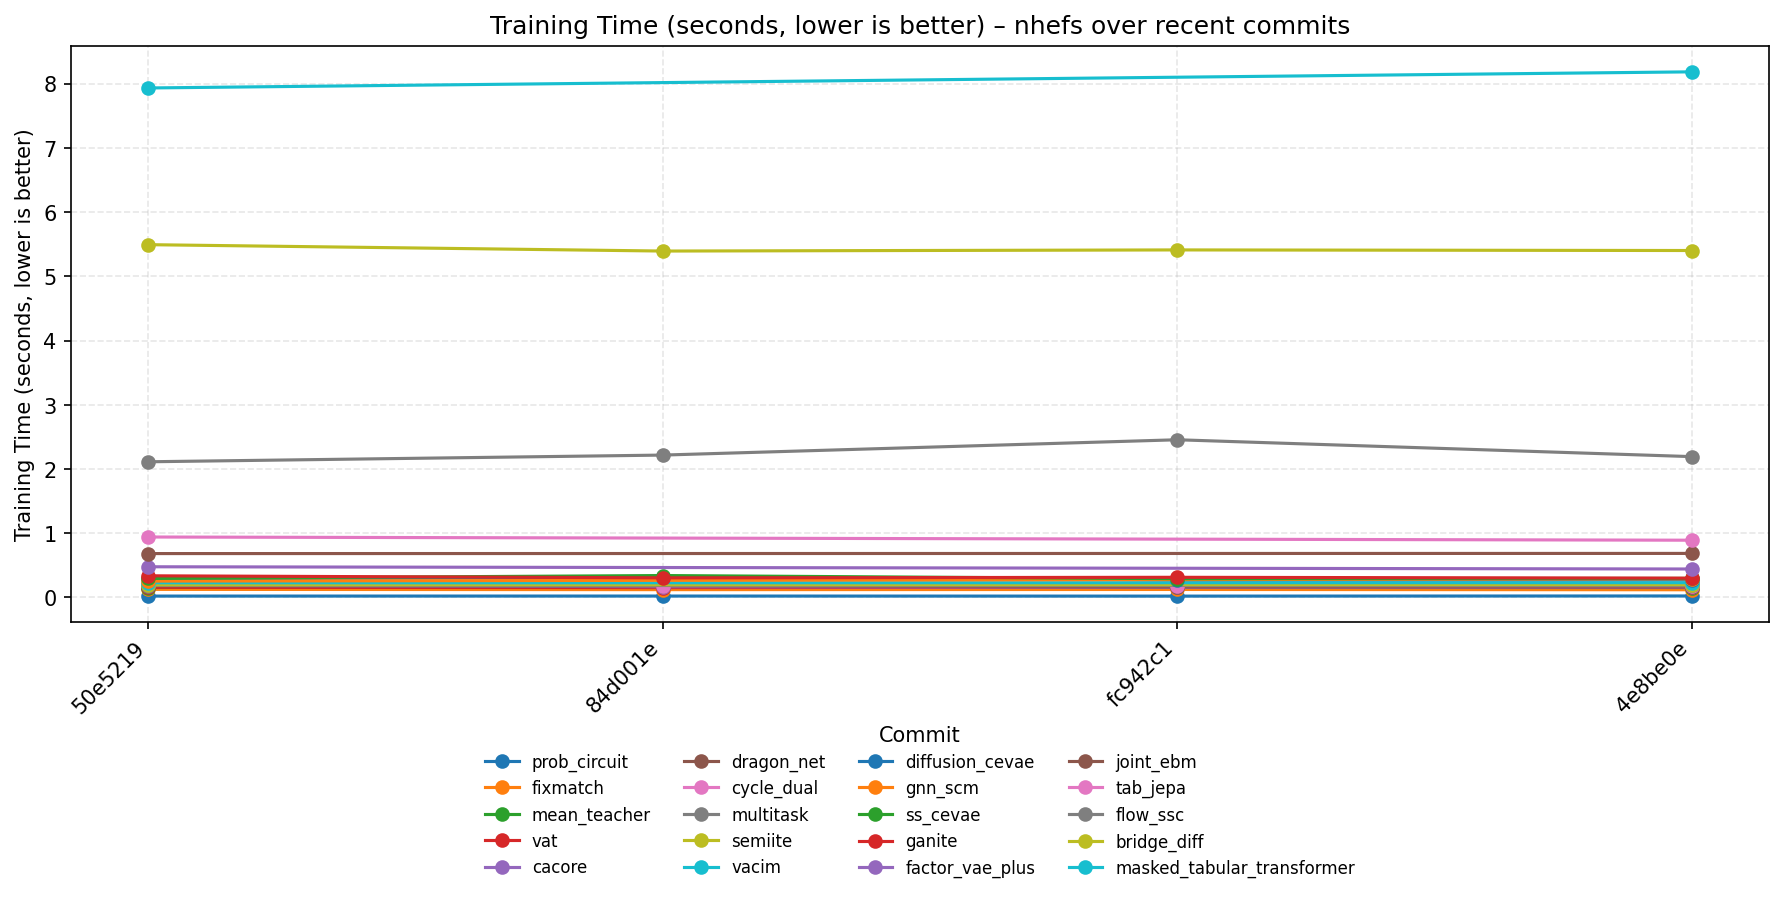 Training Time (seconds, lower is better) – nhefs over recent commits
Training Time (seconds, lower is better)
8
7
6
5
4
3
2
1
0
50e5219
84d001e
fc942c1
4e8be0e
Commit
prob_circuit
fixmatch
mean_teacher
vat
cacore
dragon_net
cycle_dual
multitask
semiite
vacim
diffusion_cevae
gnn_scm
ss_cevae
ganite
factor_vae_plus
joint_ebm
tab_jepa
flow_ssc
bridge_diff
masked_tabular_transformer